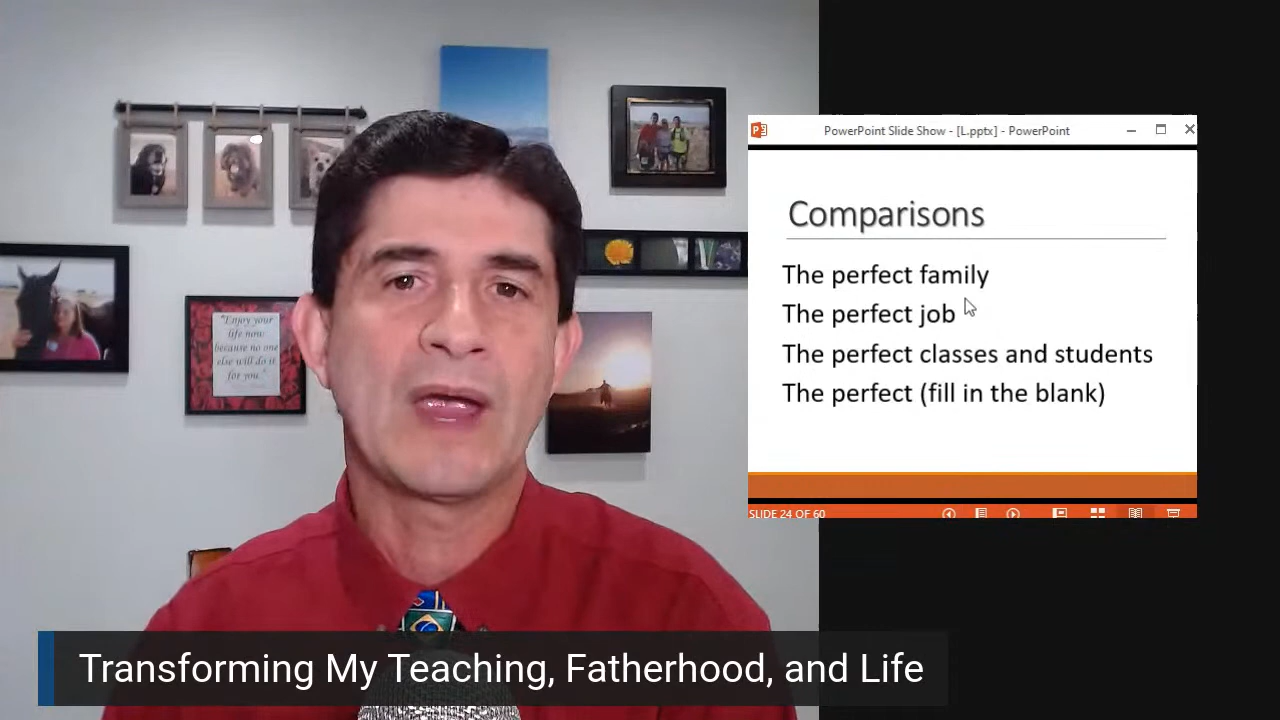 "Enjoy your
life now
because no one
else will do it
for you."
PowerPoint Slide Show - [L.pptx] - PowerPoint
Comparisons
The perfect family
The perfect job
The perfect classes and students
The perfect (fill in the blank)
SLIDE 24 OF 60
Transforming My Teaching, Fatherhood, and Life